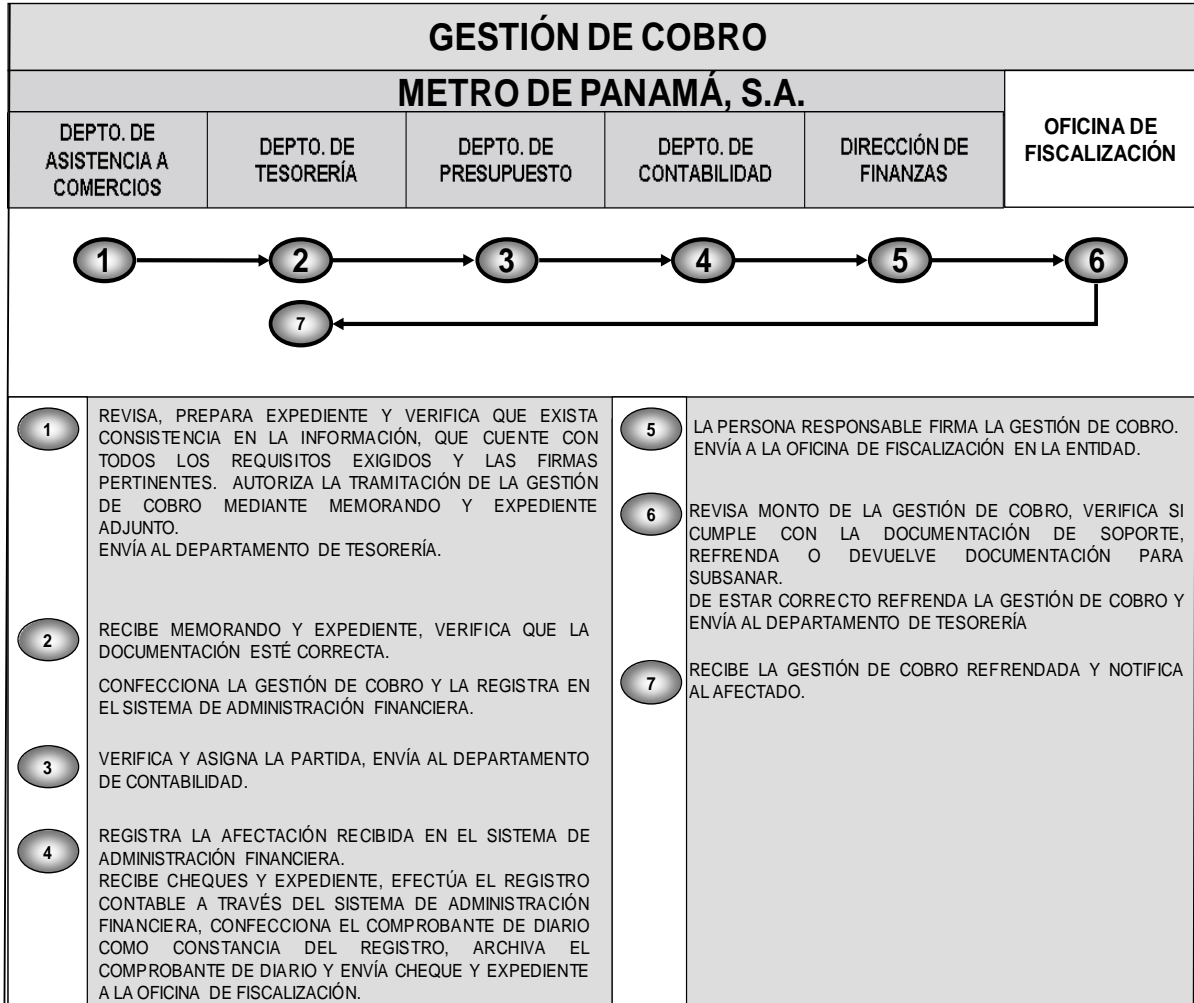 GESTIÓN DE COBRO
METRO DE PANAMÁ, S.A.
DEPTO. DE
ASISTENCIA A
COMERCIOS
DEPTO. DE
TESORERÍA
DEPTO. DE
PRESUPUESTO
DEPTO. DE
CONTABILIDAD
DIRECCIÓN DE
FINANZAS
OFICINA DE
FISCALIZACIÓN
1
2
3
4
5
6
7
1
REVISA, PREPARA EXPEDIENTE Y VERIFICA QUE EXISTA
CONSISTENCIA EN LA INFORMACIÓN, QUE CUENTE CON
TODOS LOS REQUISITOS EXIGIDOS Y LAS FIRMAS
PERTINENTES. AUTORIZA LA TRAMITACIÓN DE LA GESTIÓN
DE COBRO MEDIANTE MEMORANDO Y EXPEDIENTE
ADJUNTO.
ENVÍA AL DEPARTAMENTO DE TESORERÍA.
2
RECIBE MEMORANDO Y EXPEDIENTE, VERIFICA QUE LA
DOCUMENTACIÓN ESTÉ CORRECTA.
CONFECCIONA LA GESTIÓN DE COBRO Y LA REGISTRA EN
EL SISTEMA DE ADMINISTRACIÓN FINANCIERA.
3
VERIFICA Y ASIGNA LA PARTIDA, ENVÍA AL DEPARTAMENTO
DE CONTABILIDAD.
4
REGISTRA LA AFECTACIÓN RECIBIDA EN EL SISTEMA DE
ADMINISTRACIÓN FINANCIERA.
RECIBE CHEQUES Y EXPEDIENTE, EFECTÚA EL REGISTRO
CONTABLE A TRAVÉS DEL SISTEMA DE ADMINISTRACIÓN
FINANCIERA, CONFECCIONA EL COMPROBANTE DE DIARIO
COMO CONSTANCIA DEL REGISTRO, ARCHIVA EL
COMPROBANTE DE DIARIO Y ENVÍA CHEQUE Y EXPEDIENTE
A LA OFICINA DE FISCALIZACIÓN.
5
LA PERSONA RESPONSABLE FIRMA LA GESTIÓN DE COBRO.
ENVÍA A LA OFICINA DE FISCALIZACIÓN EN LA ENTIDAD.
6
REVISA MONTO DE LA GESTIÓN DE COBRO, VERIFICA SI
CUMPLE CON LA DOCUMENTACIÓN DE SOPORTE,
REFRENDA O DEVUELVE DOCUMENTACIÓN PARA
SUBSANAR.
DE ESTAR CORRECTO REFRENDA LA GESTIÓN DE COBRO Y
ENVÍA AL DEPARTAMENTO DE TESORERÍA
7
RECIBE LA GESTIÓN DE COBRO REFRENDADA Y NOTIFICA
AL AFECTADO.